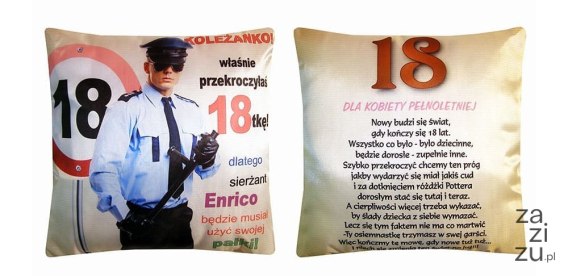 KOLEŻANKO!
właśnie
przekroczyłaś
18tkę!
18
dlatego
sierżant
Enrico
będzie musiał
użyć swojej
pałki!
18
DLA KOBIETY PEŁNOLETNIEJ
Nowy budzi się świat,
gdy kończy się 18 lat.
Wszystko co było - było dziecinne,
będzie dorosłe - zupełnie inne.
Szybko przekroczyć chcemy ten próg
jakby wydarzyć się miał jakiś cud
i za dotknięciem różdżki Pottera
dorosłym stać się tutaj i teraz.
A cierpliwości więcej trzeba wykazać,
by ślady dziecka z siebie wymazać.
Lecz się tym faktem nie ma co martwić
-Ty osiemnastkę trzymasz w swej garści.
Więc kończmy tę mowę, gdy nowe tuż tuż...
za
zi
zu.pl